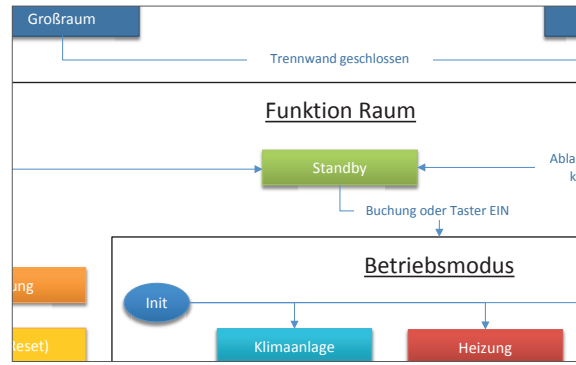 Großraum
Trennwand geschlossen
Funktion Raum
Standby
Buchung oder Taster EIN
Betriebsmodus
Init
Klimaanlage
Heizung